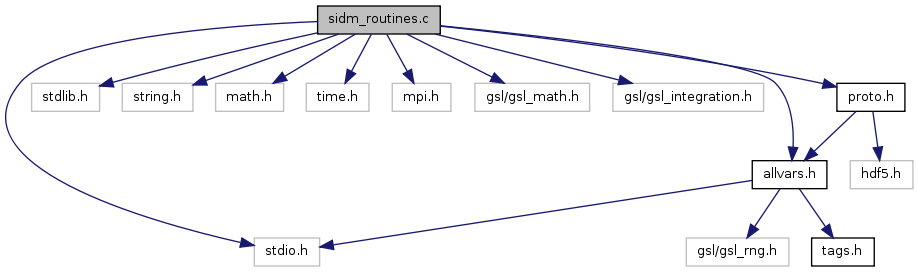 sidm_routines.c
stdlib.h
string.h
math.h
time.h
mpi.h
gsl/gsl_math.h
gsl/gsl_integration.h
proto.h
allvars.h
hdf5.h
stdio.h
gsl/gsl_rng.h
tags.h